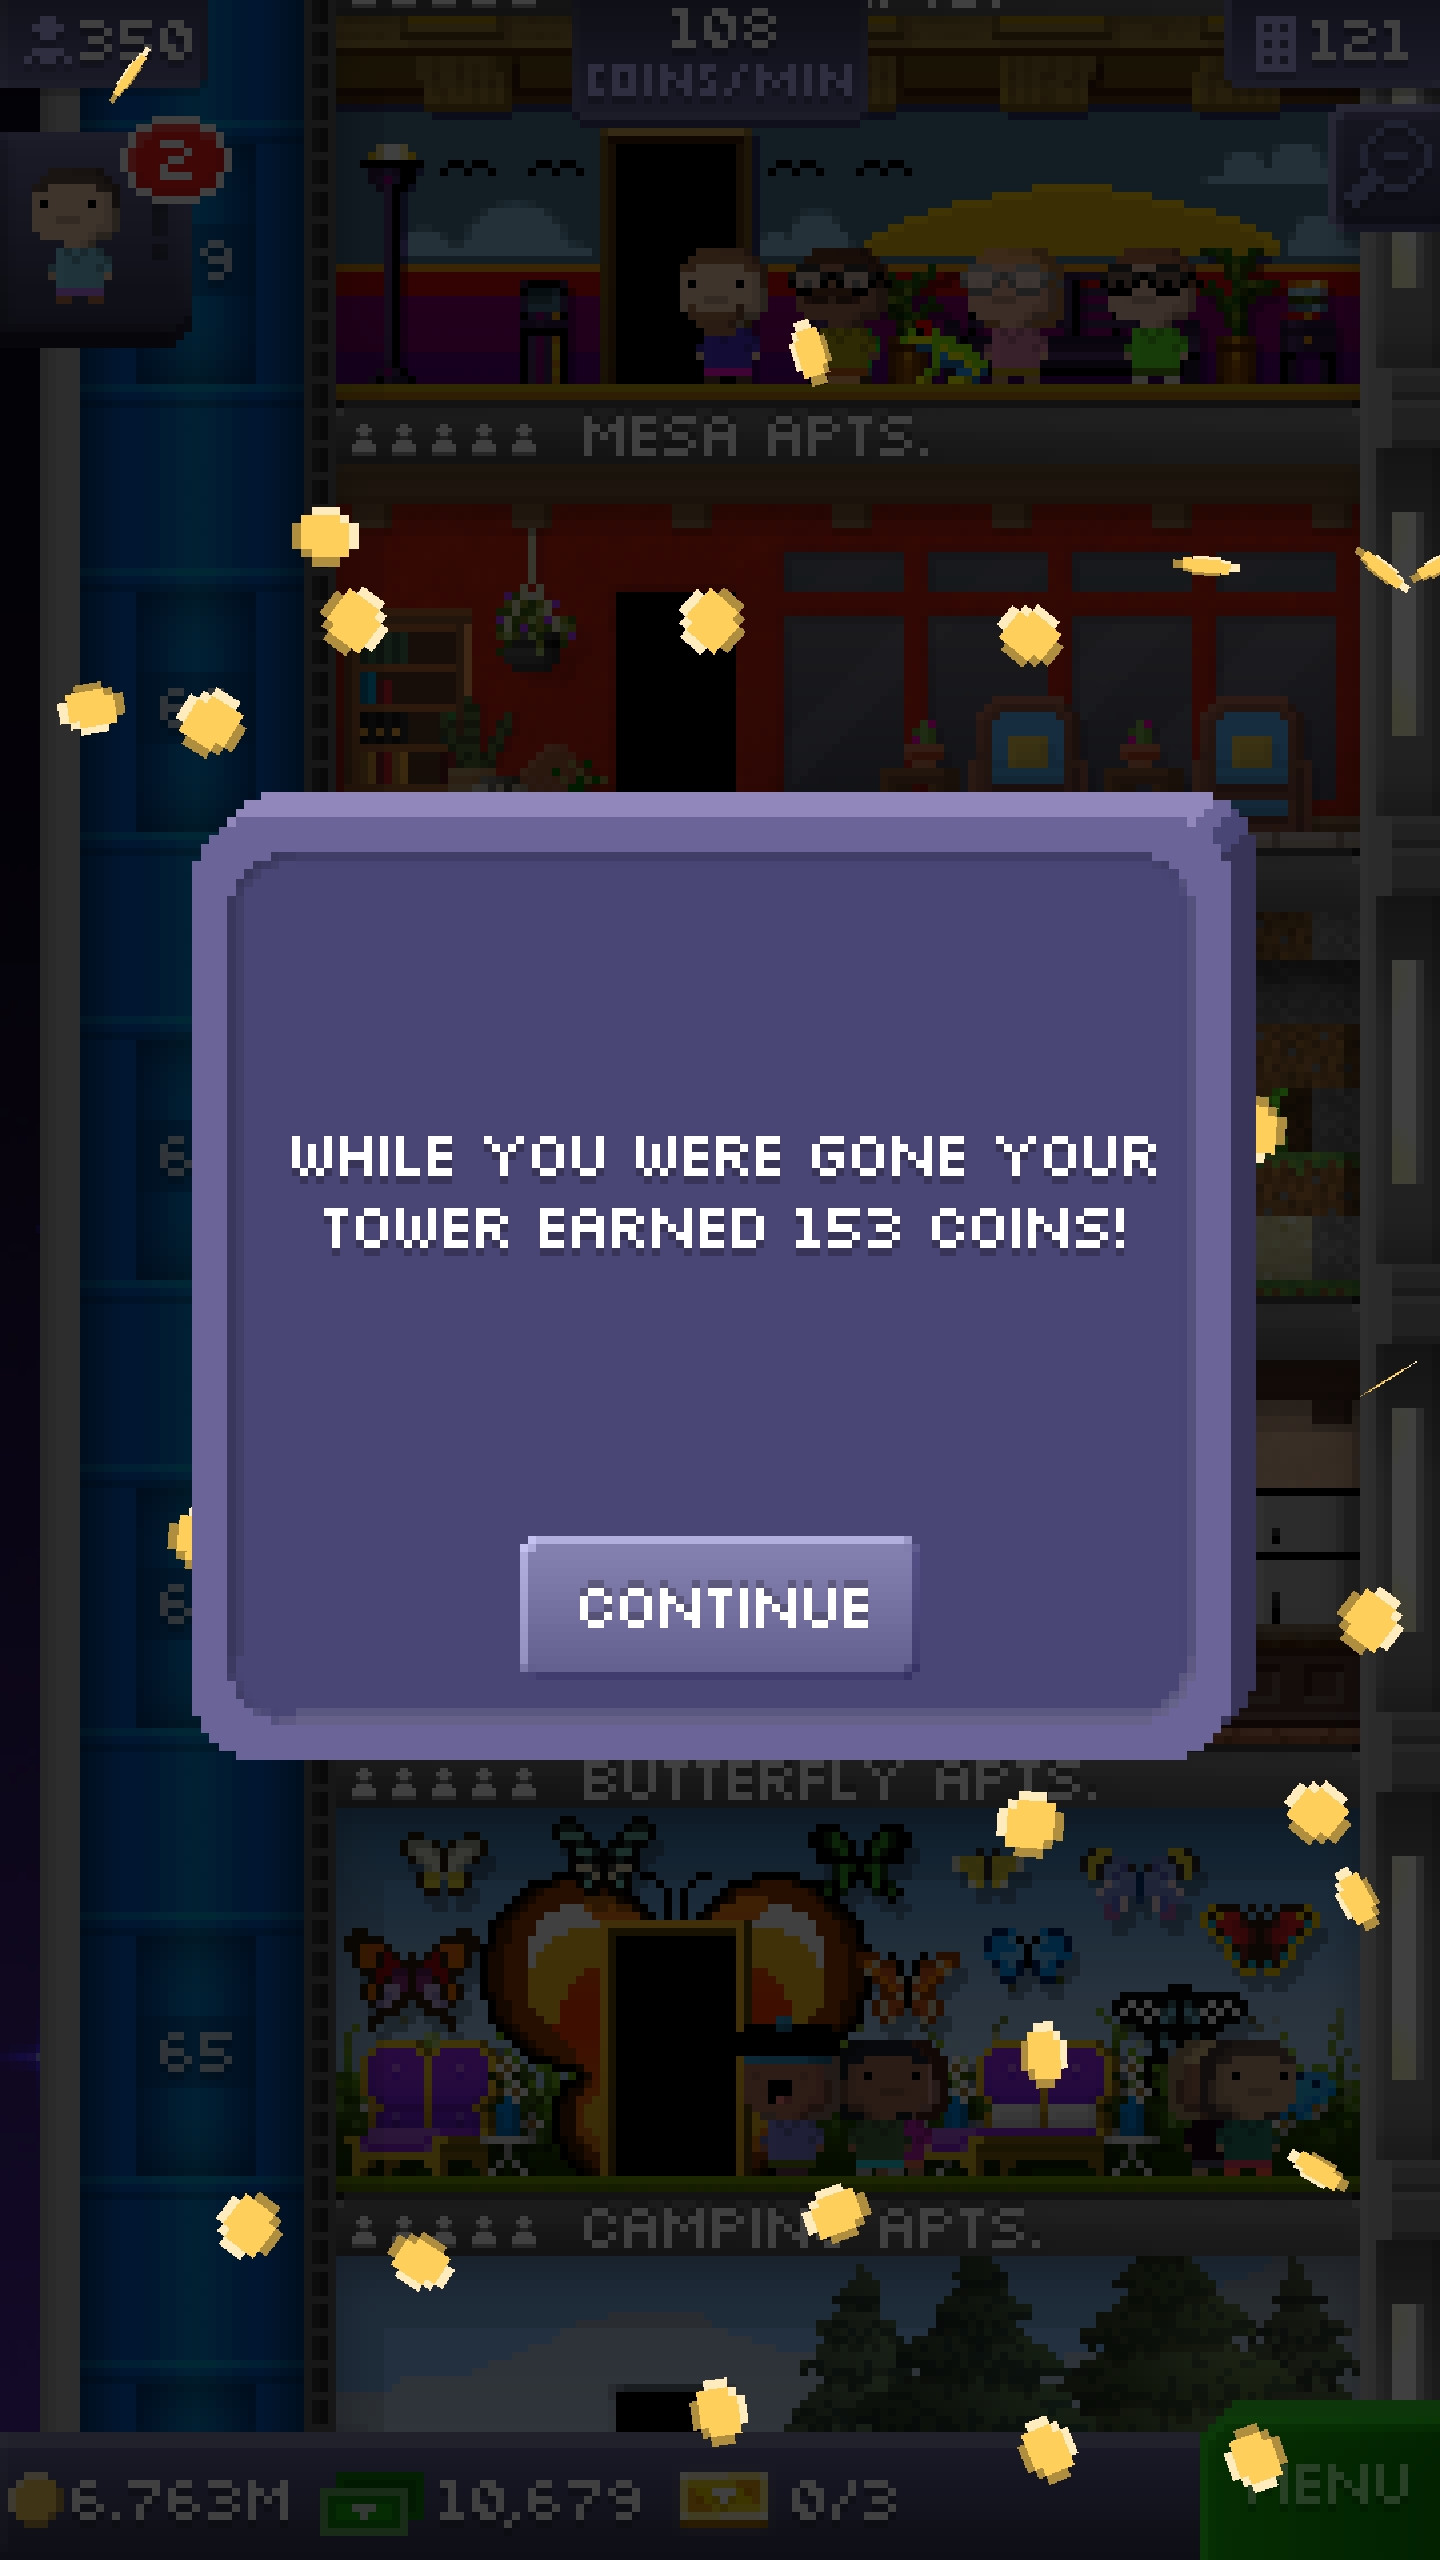 350
108
COINS/MIN
121
2
9
MESA APTS.
WHILE YOU WERE GONE YOUR
TOWER EARNED 153 COINS!
CONTINUE
BUTTERFLY APTS.
65
CAMPING APTS.
6.763M
10,679
0/3
MENU